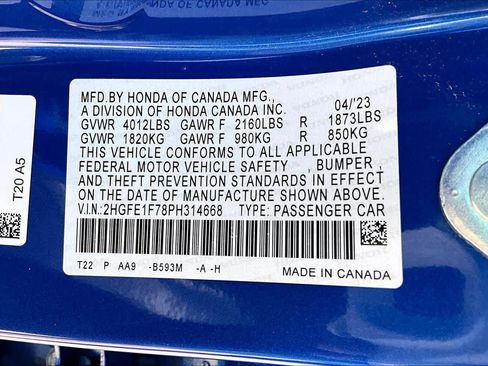 MFD.BY HONDA OF CANADA MFG., 04/'23
A DIVISION OF HONDA CANADA INC.
GVWR 4012LBS GAWR F 2160LBS R 1873LBS
GVWR 1820KG GAWR F 980KG R 850KG
THIS VEHICLE CONFORMS TO ALL APPLICABLE
FEDERAL MOTOR VEHICLE SAFETY , BUMPER ,
AND THEFT PREVENTION STANDARDS IN EFFECT
ON THE DATE OF MANUFACTURE SHOWN ABOVE.
V.I.N.:2HGFE1F78PH314668 TYPE: PASSENGER CAR
T22 P AA9 -B593M -A -H
MADE IN CANADA
T20 A5